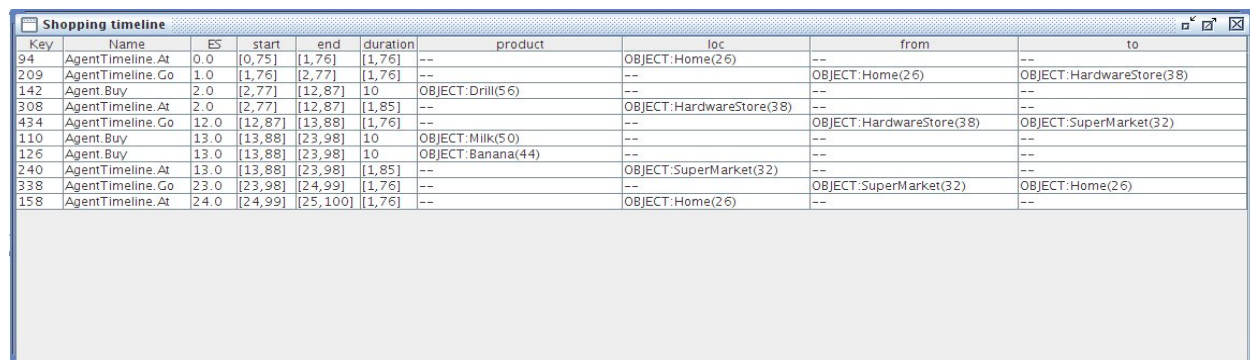 Shopping timeline
Key Name ES start end duration product loc from to
94 AgentTimeline.At 0.0 [0,75] [1,76] [1,76] -- OBJECT:Home(26) -- --
209 AgentTimeline.Go 1.0 [1,76] [2,77] [1,76] -- -- OBJECT:Home(26) OBJECT:HardwareStore(38)
142 Agent.Buy 2.0 [2,77] [12,87] 10 OBJECT:Drill(56) -- -- --
308 AgentTimeline.At 2.0 [2,77] [12,87] [1,85] -- OBJECT:HardwareStore(38) -- --
434 AgentTimeline.Go 12.0 [12,87] [13,88] [1,76] -- -- OBJECT:HardwareStore(38) OBJECT:SuperMarket(32)
110 Agent.Buy 13.0 [13,88] [23,98] 10 OBJECT:Milk(50) -- -- --
126 Agent.Buy 13.0 [13,88] [23,98] 10 OBJECT:Banana(44) -- -- --
240 AgentTimeline.At 13.0 [13,88] [23,98] [1,85] -- OBJECT:SuperMarket(32) -- --
338 AgentTimeline.Go 23.0 [23,98] [24,99] [1,76] -- -- OBJECT:SuperMarket(32) OBJECT:Home(26)
158 AgentTimeline.At 24.0 [24,99] [25,100] [1,76] -- OBJECT:Home(26) -- --